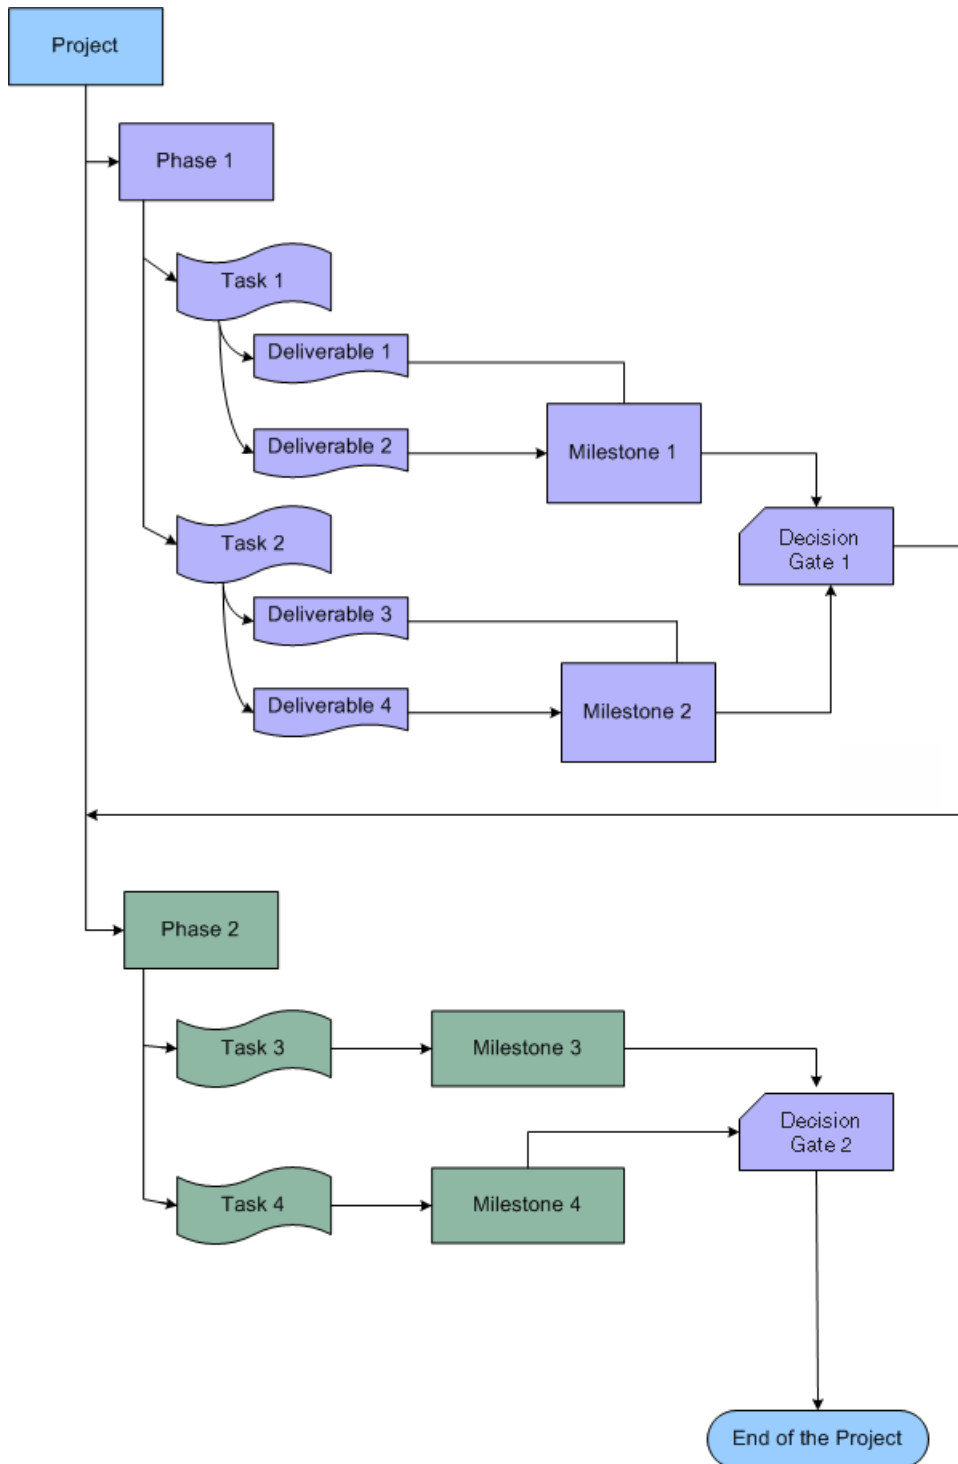 Project
Phase 1
Task 1
Deliverable 1
Deliverable 2
Milestone 1
Decision
Gate 1
Task 2
Deliverable 3
Deliverable 4
Milestone 2
Phase 2
Task 3
Milestone 3
Decision
Gate 2
Task 4
Milestone 4
End of the Project